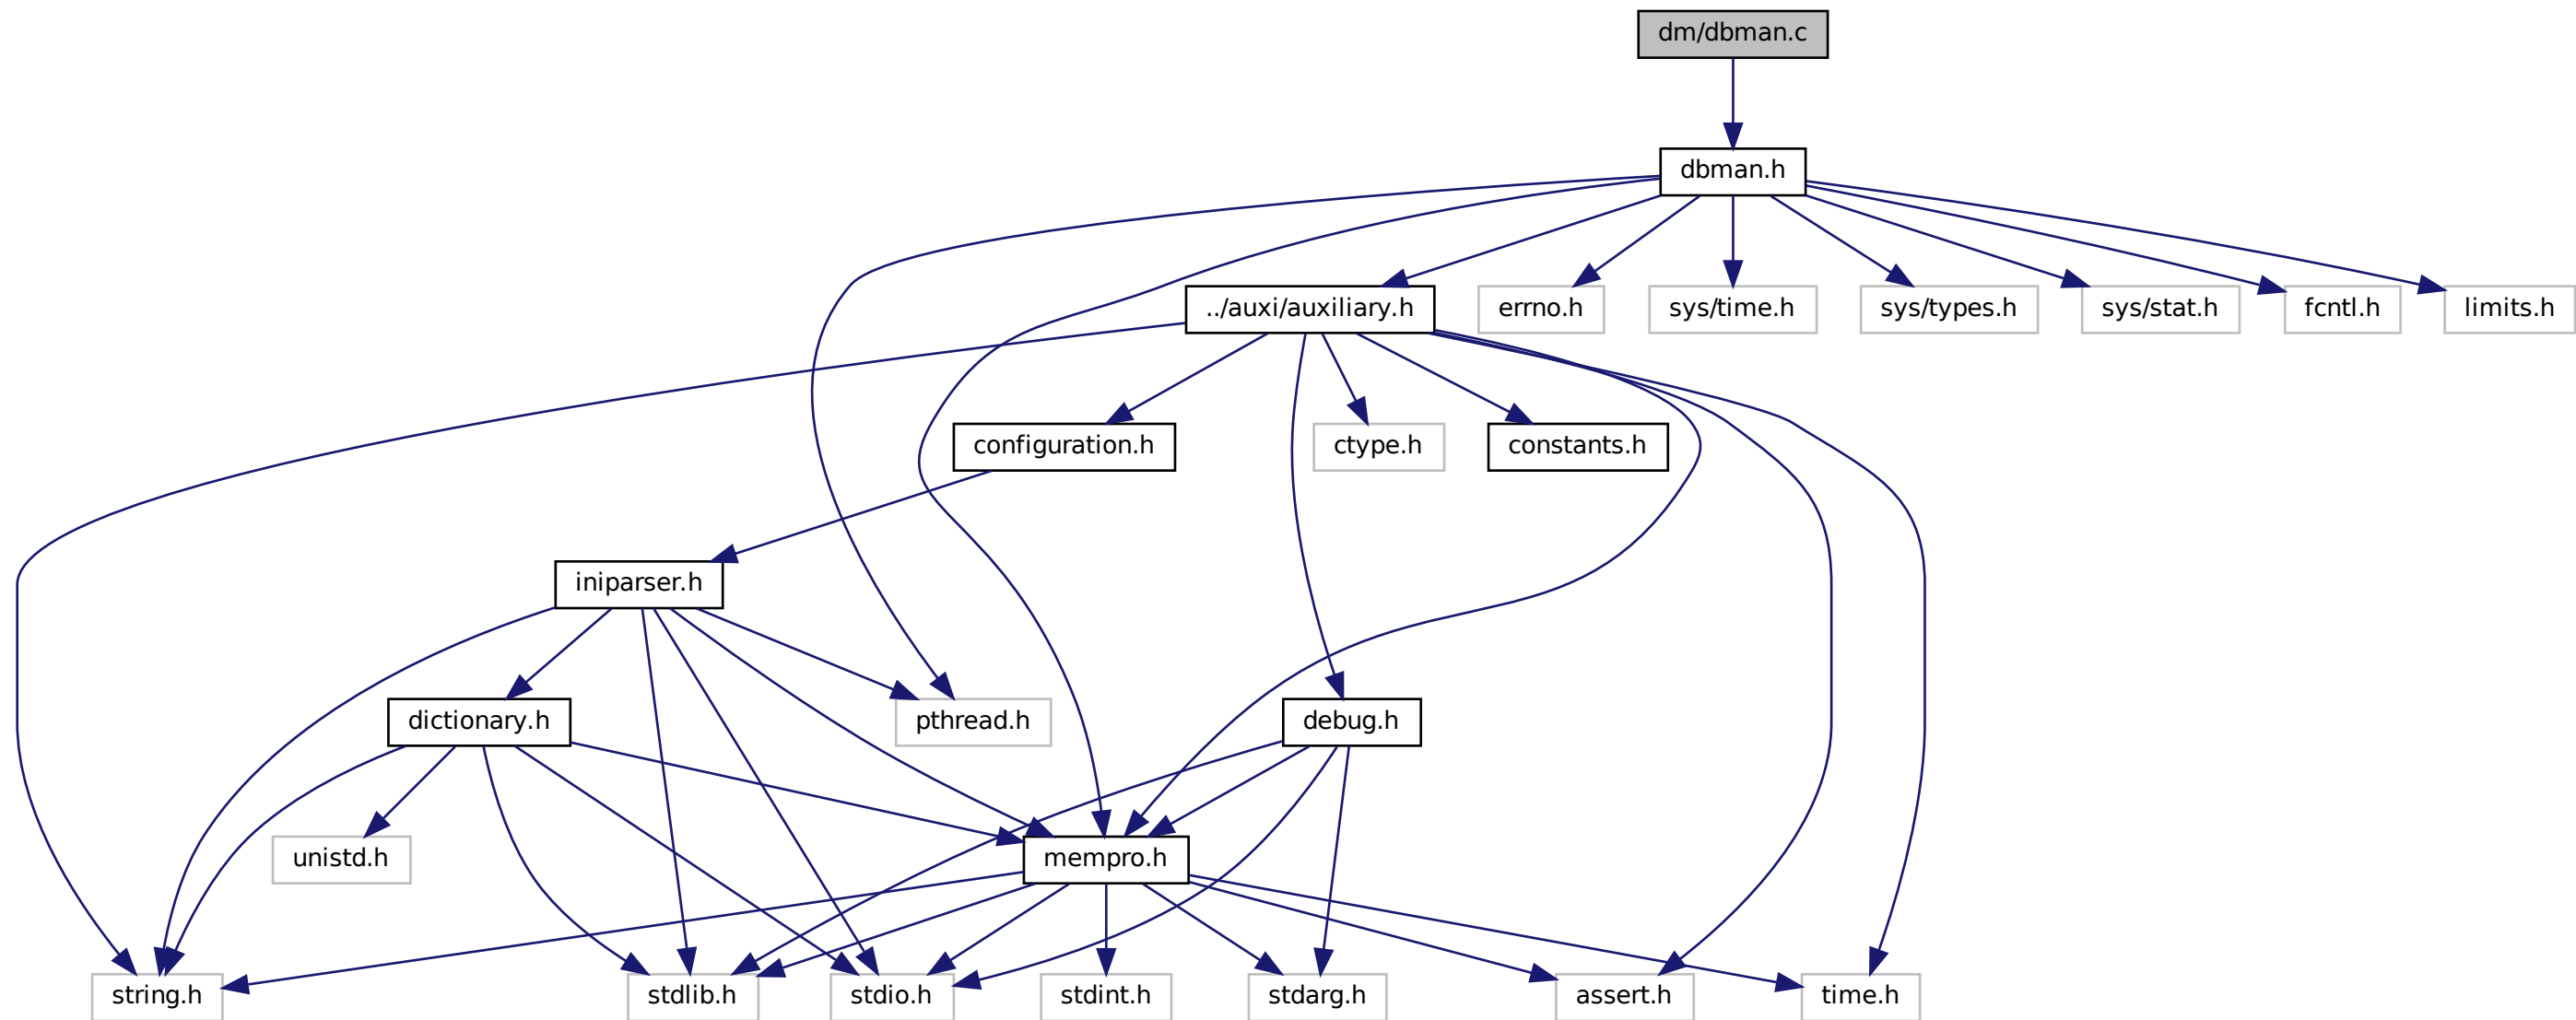 dm/dbman.c
dbman.h
../auxi/auxiliary.h
errno.h
sys/time.h
sys/types.h
sys/stat.h
fcntl.h
limits.h
configuration.h
ctype.h
constants.h
iniparser.h
dictionary.h
pthread.h
debug.h
unistd.h
mempro.h
string.h
stdlib.h
stdio.h
stdint.h
stdarg.h
assert.h
time.h